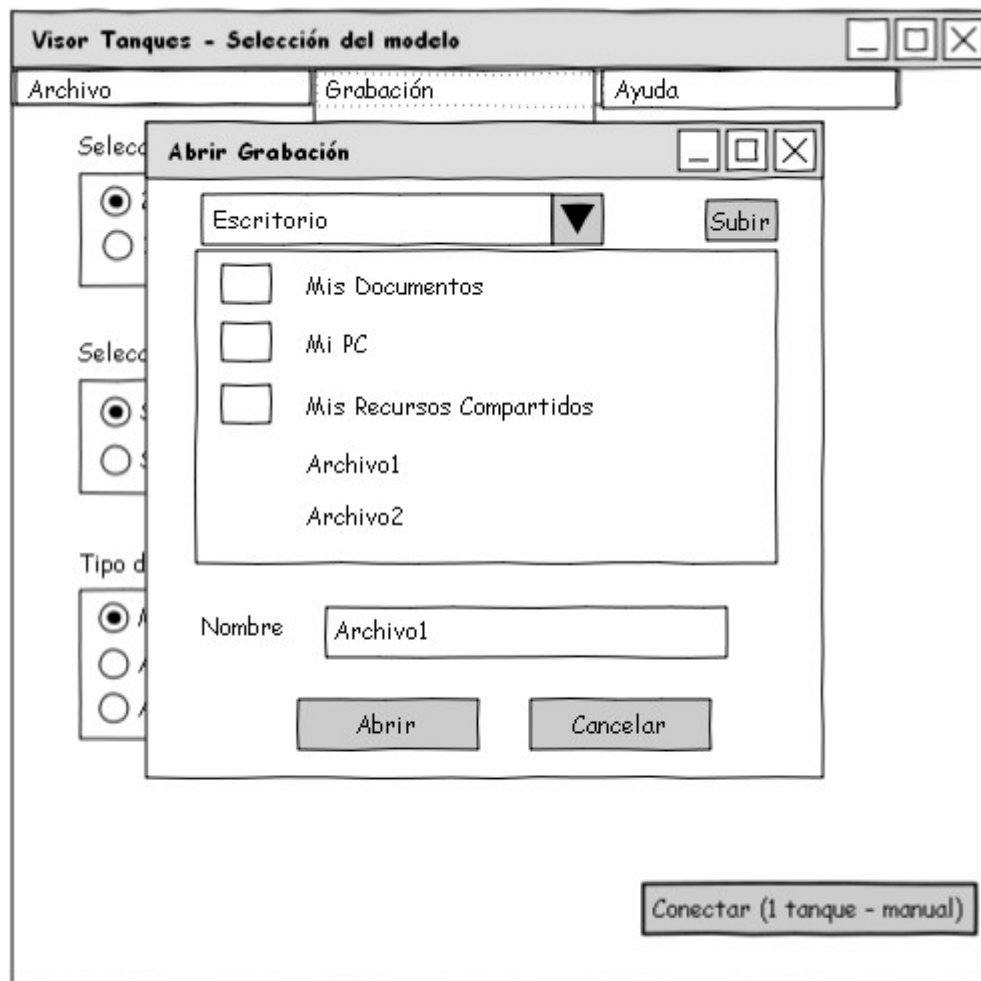 Visor Tanques - Selección del modelo
Archivo Grabación Ayuda
Abrir Grabación
Escritorio
Subir
Mis Documentos
Mi PC
Mis Recursos Compartidos
Archivo1
Archivo2
Nombre
Archivo1
Abrir Cancelar
Tipo
Conectar (1 tanque - manual)